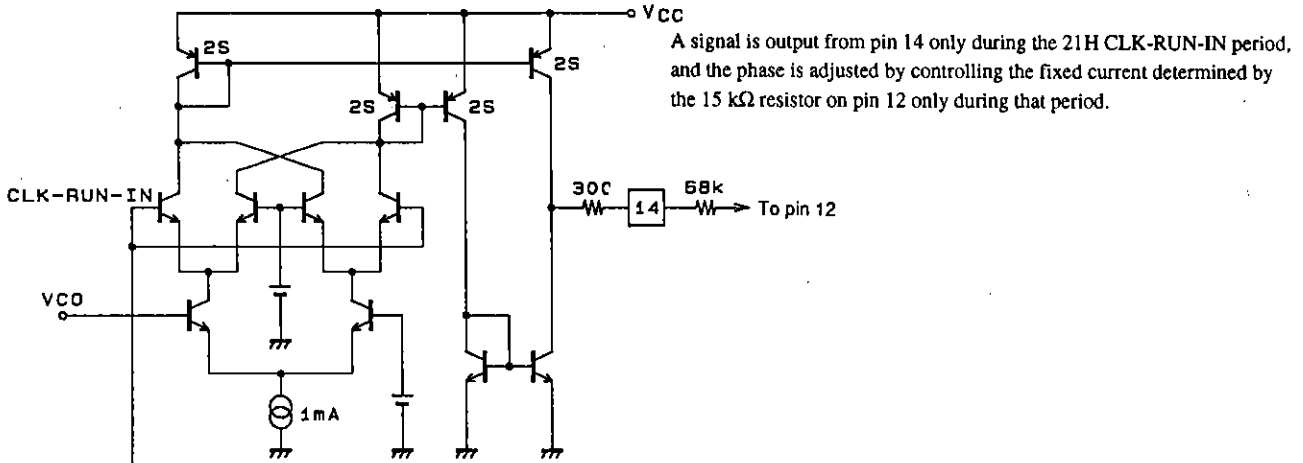 VCC
A signal is output from pin 14 only during the 21H CLK-RUN-IN period,
and the phase is adjusted by controlling the fixed current determined by
the 15 kΩ resistor on pin 12 only during that period.
2S
2S
2S
2S
CLK-RUN-IN
300
14
68k
To pin 12
VCO
1mA